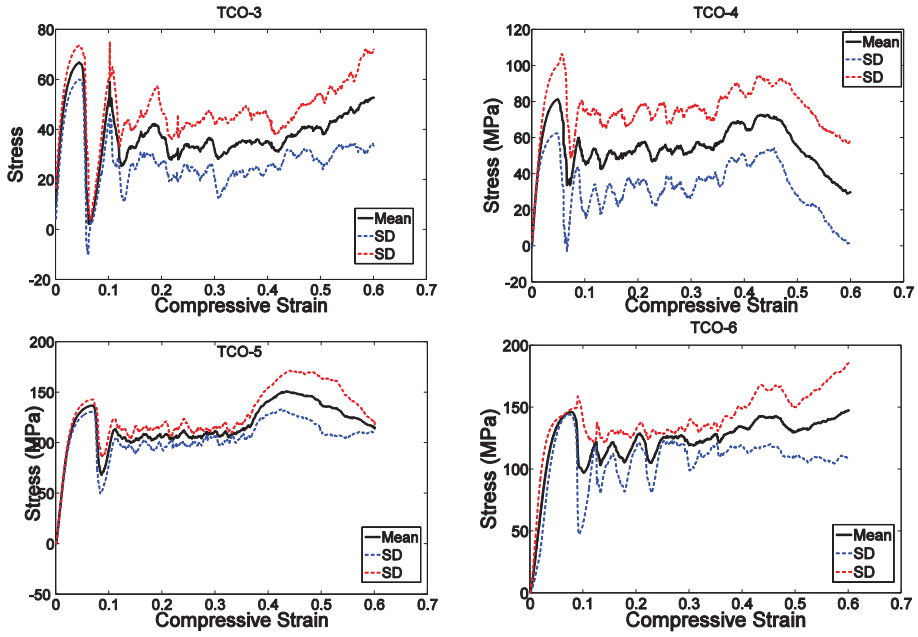 TCO-3
80
60
40
20
0
-20
Stress
0
0.1
0.2
0.3
0.4
0.5
0.6
0.7
Compressive Strain
Mean
SD
SD
TCO-4
120
100
80
60
40
20
0
-20
Stress (MPa)
0
0.1
0.2
0.3
0.4
0.5
0.6
0.7
Compressive Strain
Mean
SD
SD
TCO-5
200
150
100
50
0
-50
Stress (MPa)
0
0.1
0.2
0.3
0.4
0.5
0.6
0.7
Compressive Strain
Mean
SD
SD
TCO-6
200
150
100
50
0
Stress (MPa)
0
0.1
0.2
0.3
0.4
0.5
0.6
0.7
Compressive Strain
Mean
SD
SD